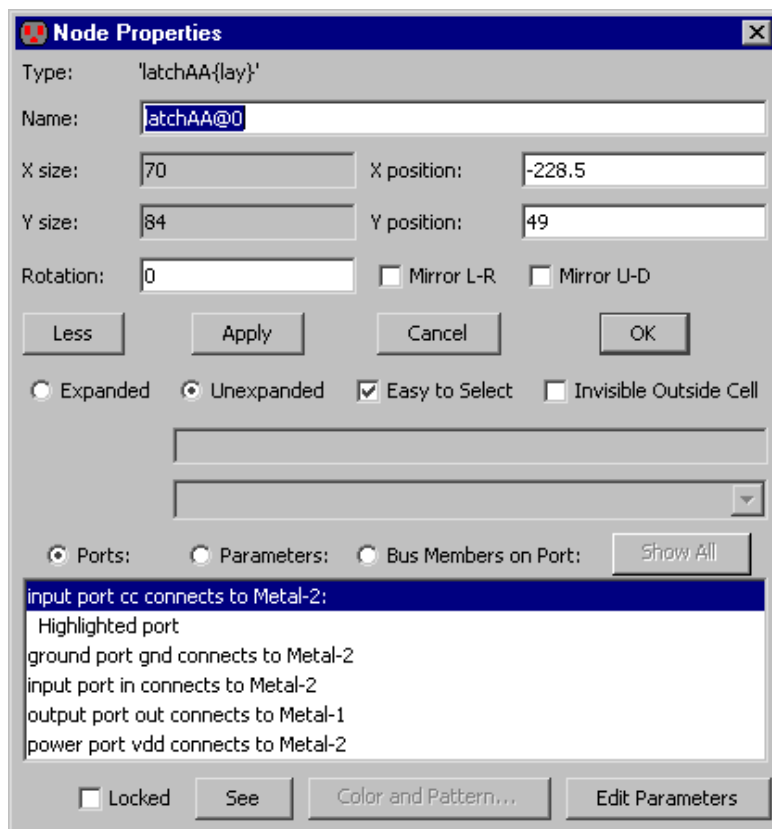 Node Properties
Type: 'latchAA{lay}'
Name: latchAA@0
X size: 70 X position: -228.5
Y size: 84 Y position: 49
Rotation: 0 Mirror L-R Mirror U-D
Less Apply Cancel OK
Expanded Unexpanded Easy to Select Invisible Outside Cell
Ports: Parameters: Bus Members on Port: Show All
input port cc connects to Metal-2:
Highlighted port
ground port gnd connects to Metal-2
input port in connects to Metal-2
output port out connects to Metal-1
power port vdd connects to Metal-2
Locked See Color and Pattern... Edit Parameters